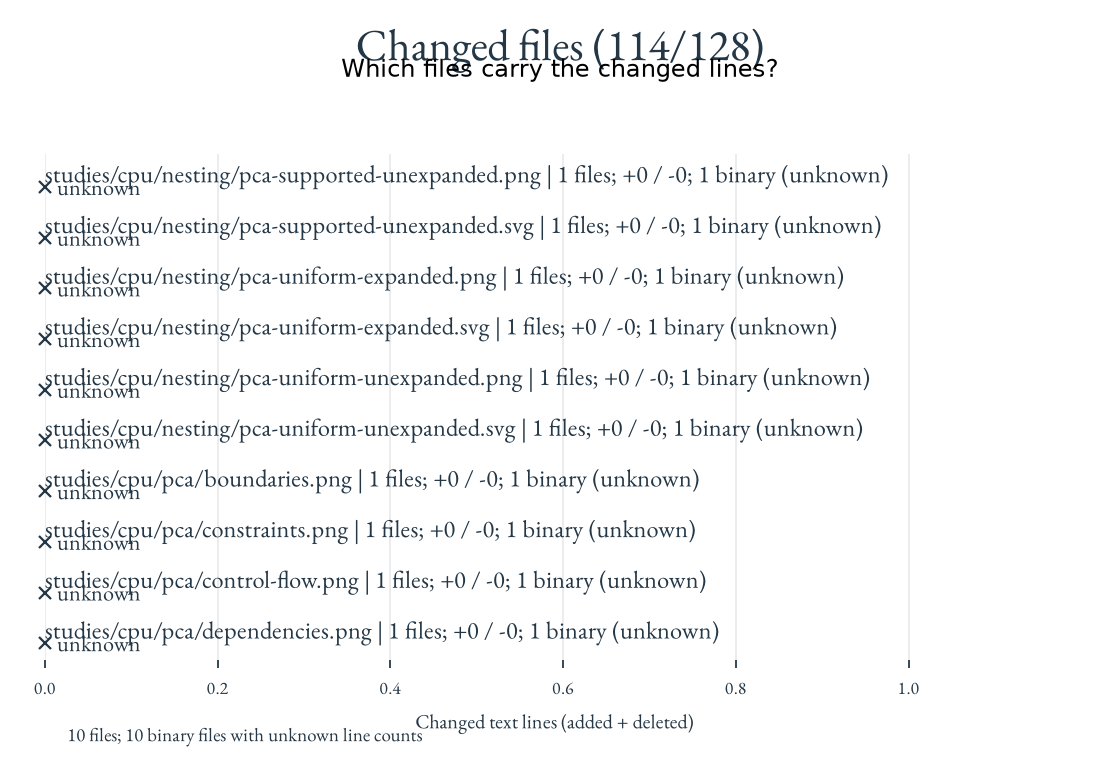 Changed files (114/128)
Which files carry the changed lines?
studies/cpu/nesting/pca-supported-unexpanded.png | 1 files; +0 / -0; 1 binary (unknown)
unknown
studies/cpu/nesting/pca-supported-unexpanded.svg | 1 files; +0 / -0; 1 binary (unknown)
unknown
studies/cpu/nesting/pca-uniform-expanded.png | 1 files; +0 / -0; 1 binary (unknown)
unknown
studies/cpu/nesting/pca-uniform-expanded.svg | 1 files; +0 / -0; 1 binary (unknown)
unknown
studies/cpu/nesting/pca-uniform-unexpanded.png | 1 files; +0 / -0; 1 binary (unknown)
unknown
studies/cpu/nesting/pca-uniform-unexpanded.svg | 1 files; +0 / -0; 1 binary (unknown)
unknown
studies/cpu/pca/boundaries.png | 1 files; +0 / -0; 1 binary (unknown)
unknown
studies/cpu/pca/constraints.png | 1 files; +0 / -0; 1 binary (unknown)
unknown
studies/cpu/pca/control-flow.png | 1 files; +0 / -0; 1 binary (unknown)
unknown
studies/cpu/pca/dependencies.png | 1 files; +0 / -0; 1 binary (unknown)
unknown
0.0 0.2 0.4 0.6 0.8 1.0
Changed text lines (added + deleted)
10 files; 10 binary files with unknown line counts